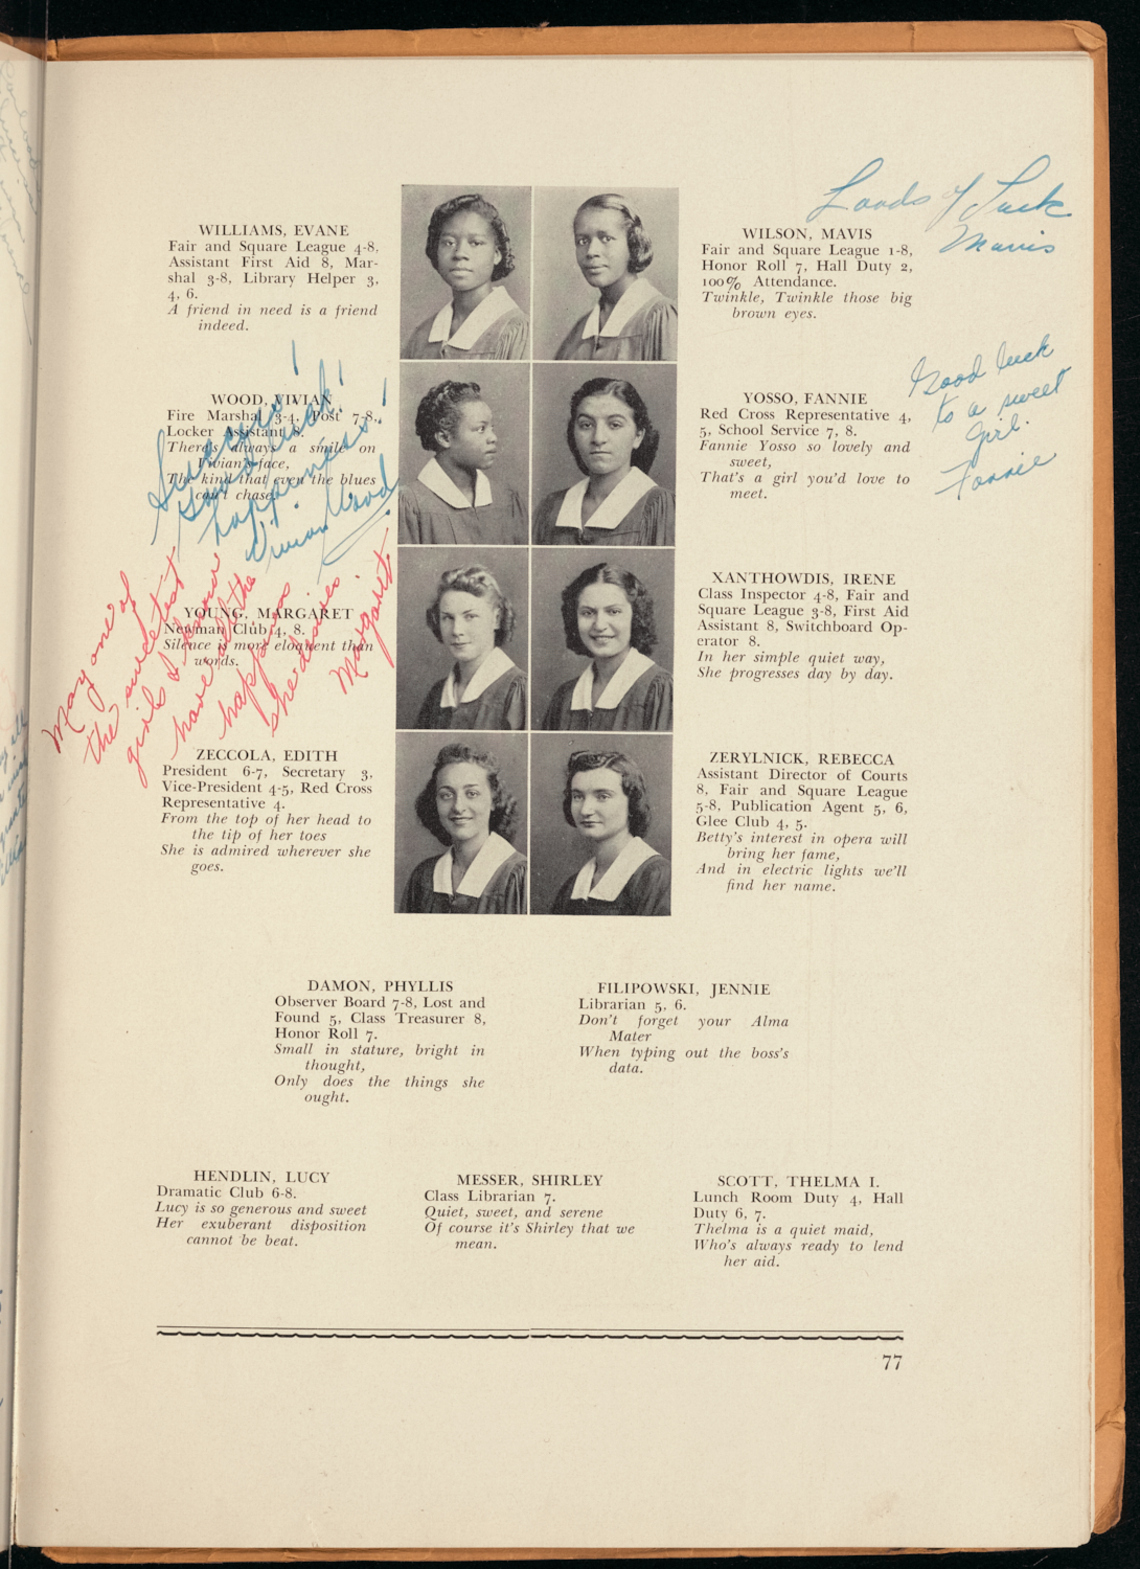 WILLIAMS, EVANE
Fair and Square League 4-8.
Assistant First Aid 8, Mar-
shal 3-8, Library Helper 3,
4, 6.
A friend in need is a friend
indeed.
WILSON, MAVIS
Fair and Square League 1-8,
Honor Roll 7, Hall Duty 2,
100% Attendance.
Twinkle, Twinkle those big
brown eyes.
Loads of Luck
Mavis
WOOD, VIVIAN
Fire Marshal 3-4, Post 7-8,
Locker Assistant 8.
There's always a smile on
Vivian's face,
The kind that even the blues
can't chase.
Sincere
Good luck!
happiness!
Vivian Wood
YOSSO, FANNIE
Red Cross Representative 4,
5, School Service 7, 8.
Fannie Yosso so lovely and
sweet,
That's a girl you'd love to
meet.
Good luck
to a sweet
girl.
Fannie
YOUNG, MARGARET
Newman Club 4, 8.
Silence is more eloquent than
words.
May one of
the sweetest
girls I know
have all the
happiness
she desires.
Margaret
XANTHOWDIS, IRENE
Class Inspector 4-8, Fair and
Square League 3-8, First Aid
Assistant 8, Switchboard Op-
erator 8.
In her simple quiet way,
She progresses day by day.
ZECCOLA, EDITH
President 6-7, Secretary 3,
Vice-President 4-5, Red Cross
Representative 4.
From the top of her head to
the tip of her toes
She is admired wherever she
goes.
ZERYLNICK, REBECCA
Assistant Director of Courts
8, Fair and Square League
5-8, Publication Agent 5, 6,
Glee Club 4, 5.
Betty's interest in opera will
bring her fame,
And in electric lights we'll
find her name.
DAMON, PHYLLIS
Observer Board 7-8, Lost and
Found 5, Class Treasurer 8,
Honor Roll 7.
Small in stature, bright in
thought,
Only does the things she
ought.
FILIPOWSKI, JENNIE
Librarian 5, 6.
Don't forget your Alma
Mater
When typing out the boss's
data.
HENDLIN, LUCY
Dramatic Club 6-8.
Lucy is so generous and sweet
Her exuberant disposition
cannot be beat.
MESSER, SHIRLEY
Class Librarian 7.
Quiet, sweet, and serene
Of course it's Shirley that we
mean.
SCOTT, THELMA I.
Lunch Room Duty 4, Hall
Duty 6, 7.
Thelma is a quiet maid,
Who's always ready to lend
her aid.
77